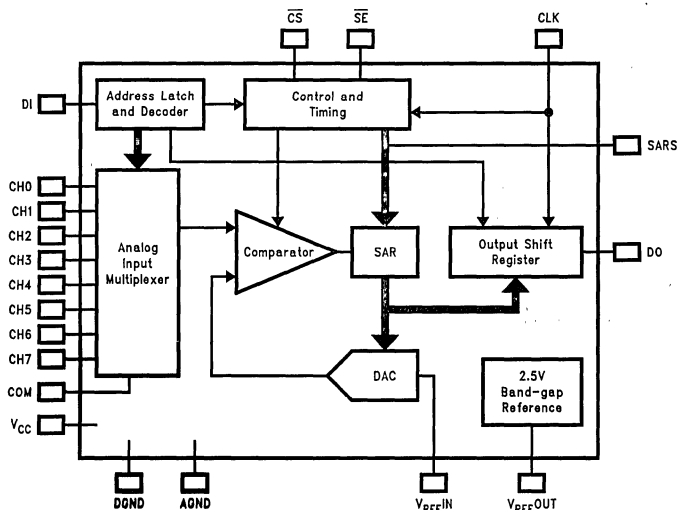 CS
SE
CLK
DI
Address Latch
and Decoder
Control and
Timing
SARS
CH0
CH1
CH2
CH3
CH4
CH5
CH6
CH7
COM
VCC
Analog
Input
Multiplexer
Comparator
SAR
Output Shift
Register
DO
DAC
2.5V
Band-gap
Reference
DGND
AGND
VREFIN
VREFOUT